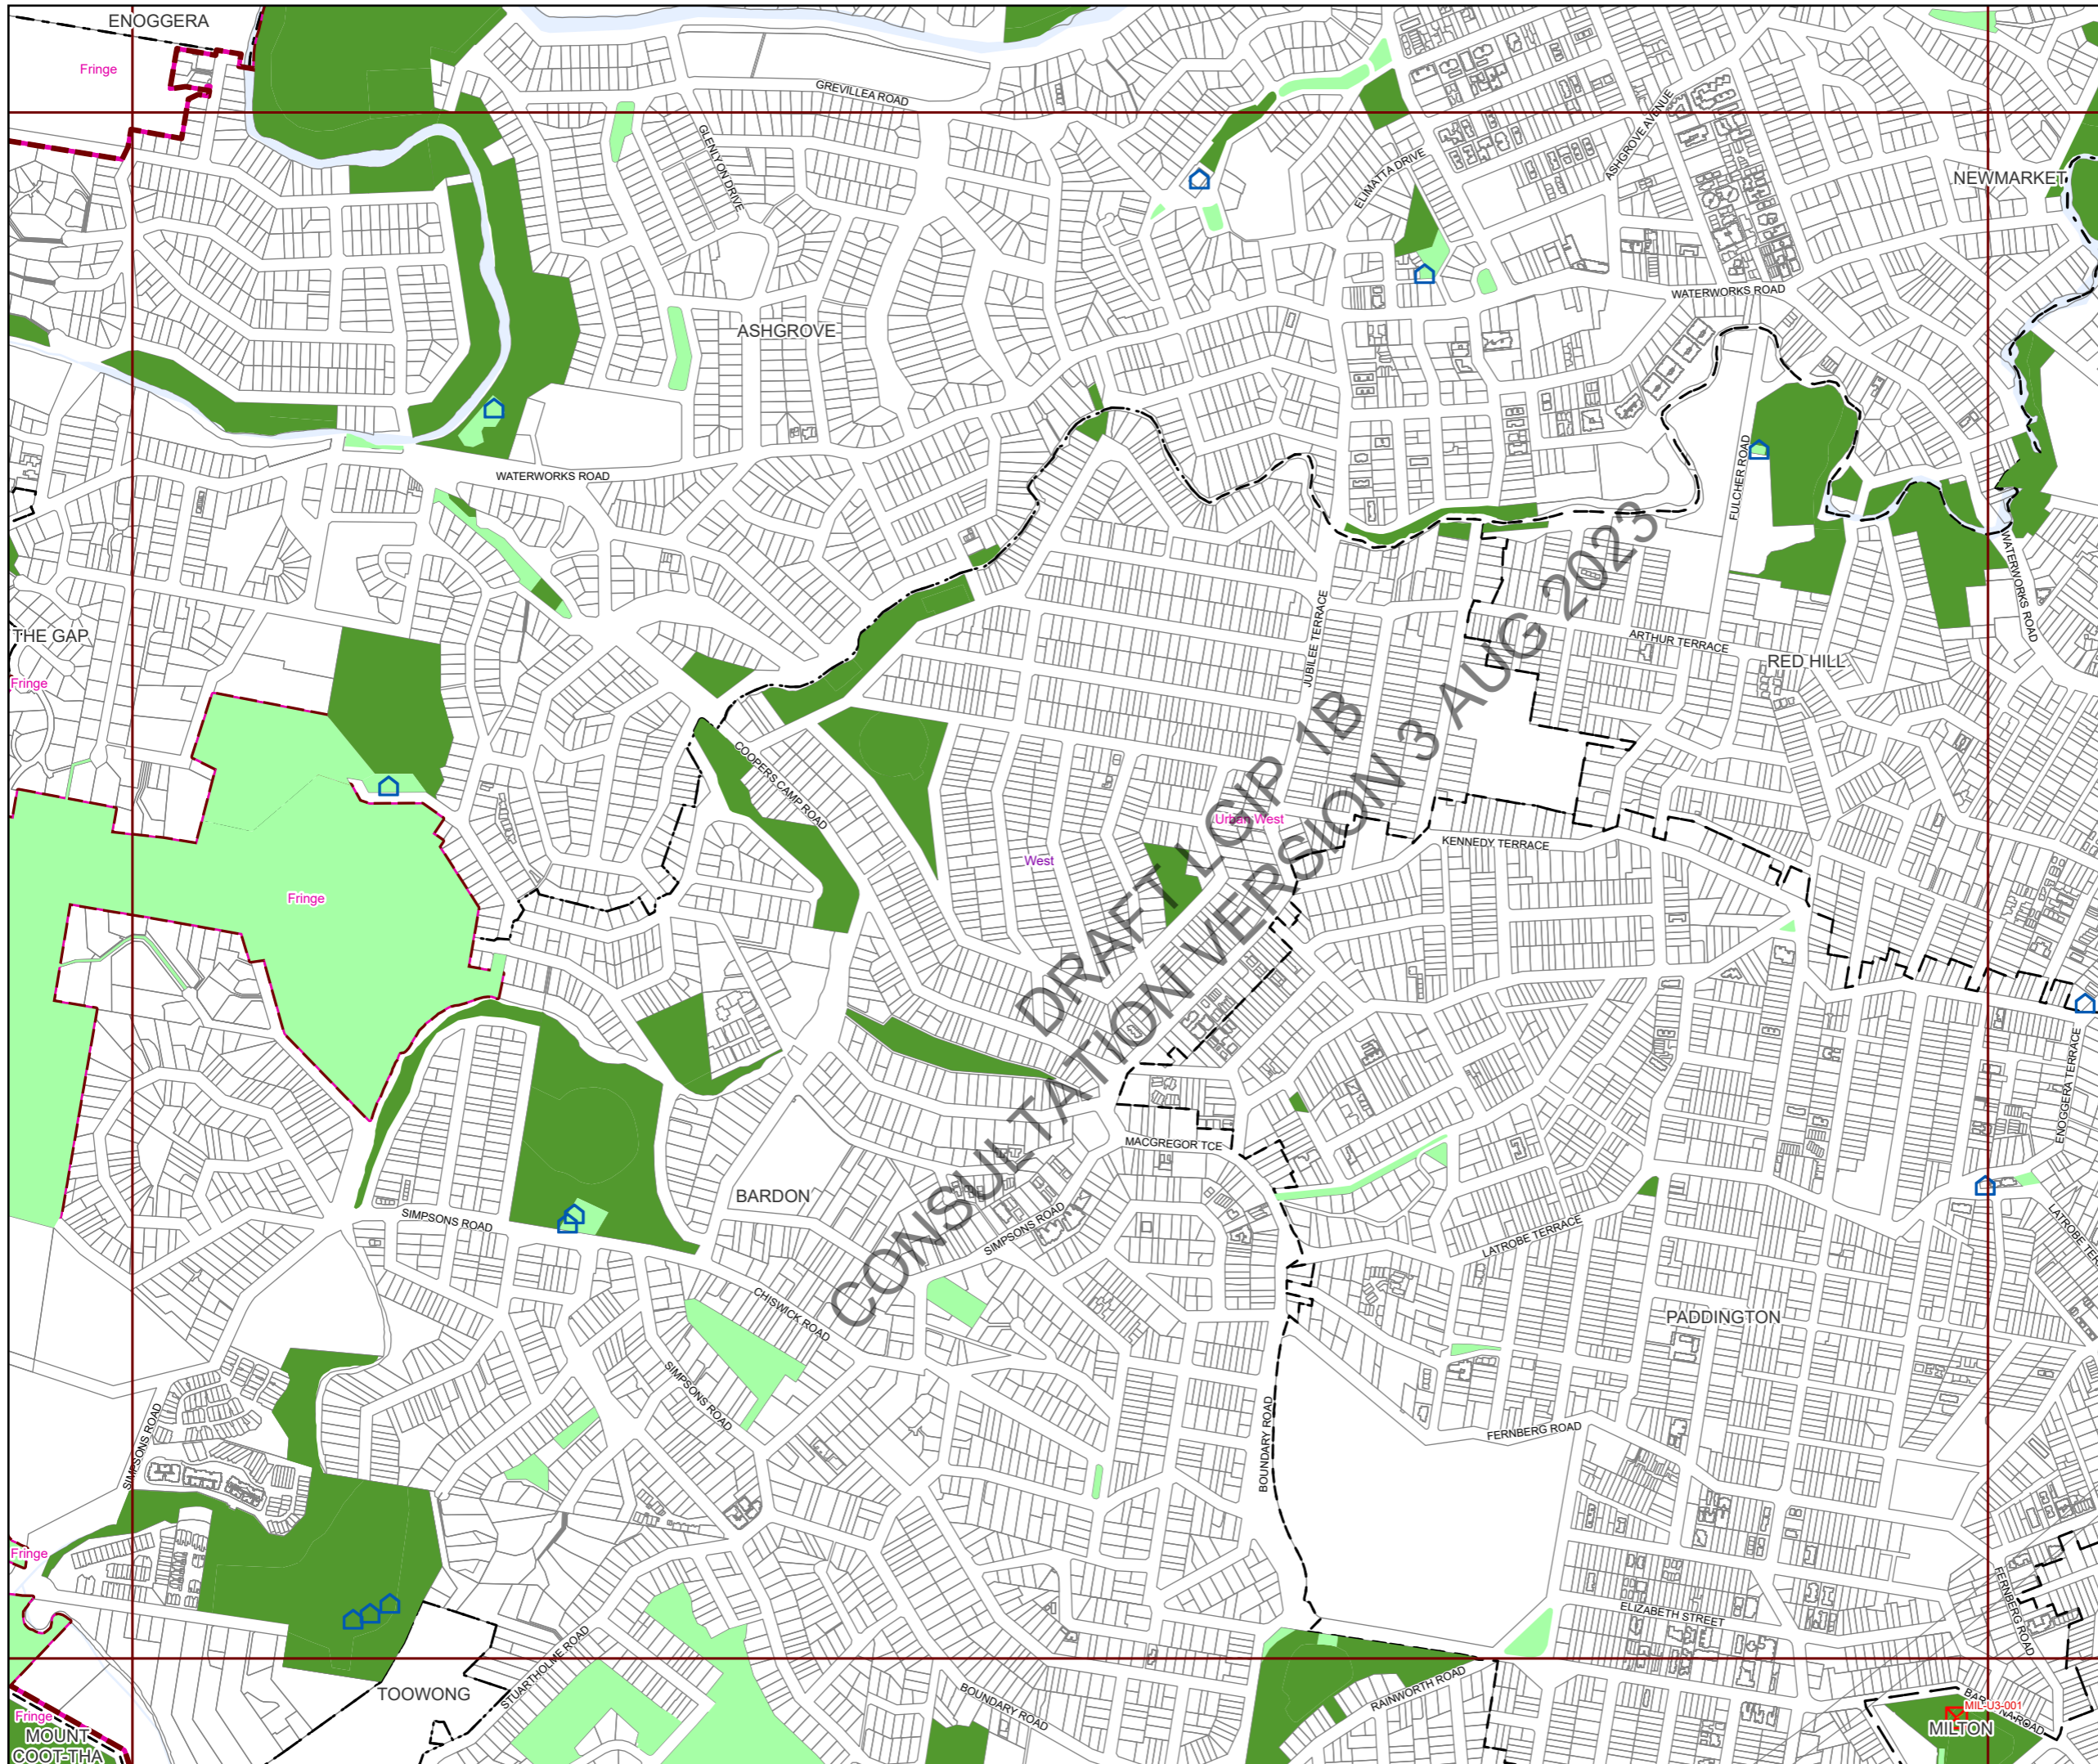 ENOGGERA
Fringe
GREVILLEA ROAD
GLENLYON DRIVE
ASHGROVE AVENUE
ELIMATTA DRIVE
NEWMARKET
WATERWORKS ROAD
ASHGROVE
WATERWORKS ROAD
FULCHER ROAD
WATERWORKS ROAD
THE GAP
Fringe
JUBILEE TERRACE
ARTHUR TERRACE
RED HILL
COOPERS CAMP ROAD
Urban West
KENNEDY TERRACE
West
Fringe
DRAFT LGIP 1B
CONSULTATION VERSION 3 AUG 2023
ENOGGERA TERRACE
MACGREGOR TCE
BARDON
SIMPSONS ROAD
SIMPSONS ROAD
LATROBE TERRACE
LATROBE TER
CHISWICK ROAD
PADDINGTON
SIMPSONS ROAD
SIMPSONS ROAD
BOUNDARY ROAD
FERNBERG ROAD
Fringe
ELIZABETH STREET
FERNBERG ROAD
STUARTHOLME ROAD
TOOWONG
RAINWORTH ROAD
BOUNDARY ROAD
Fringe
MOUNT
COOT-THA
MIL-U3-001
MILTON